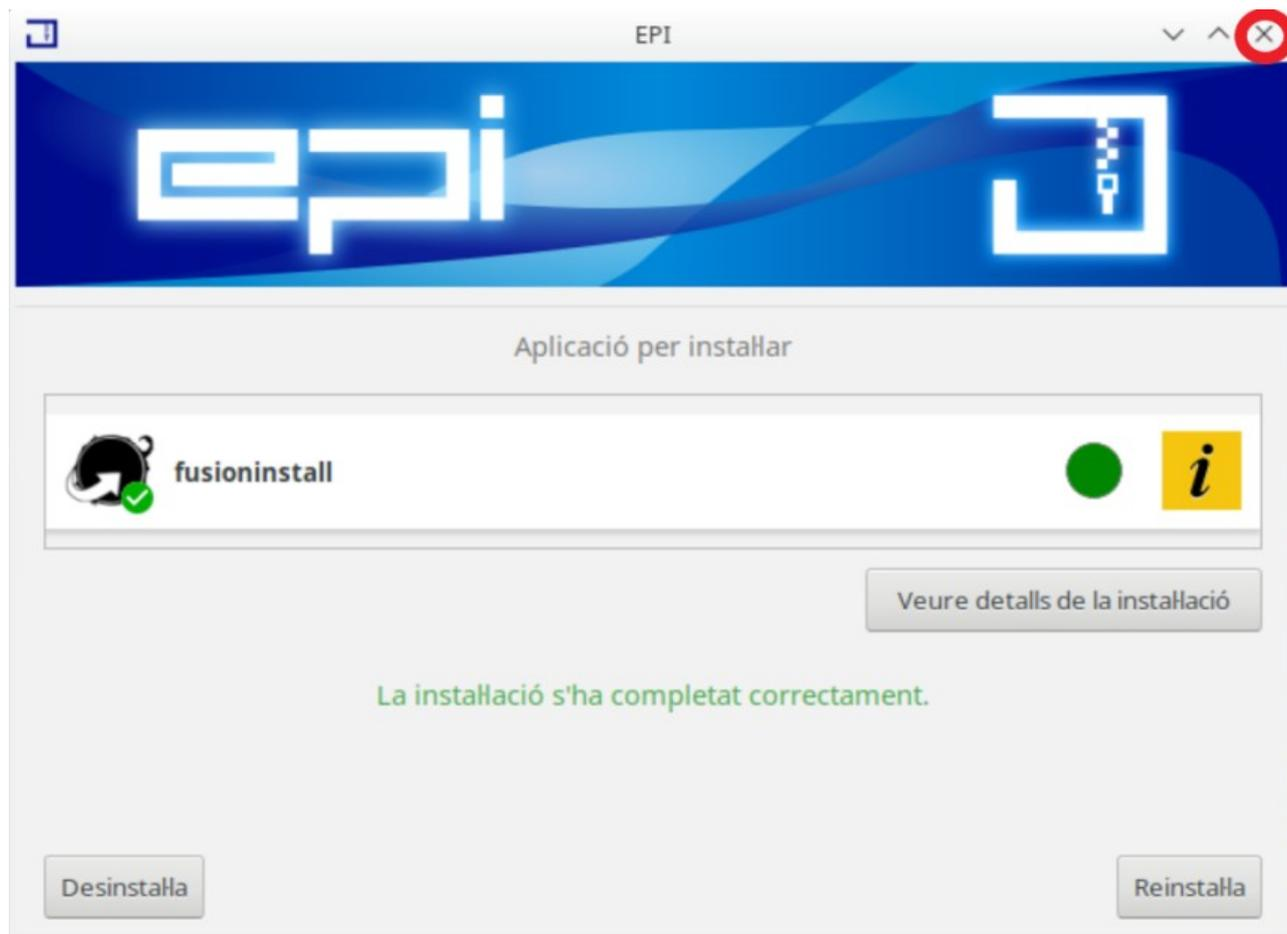 EPI
epi
Aplicació per instaŀlar
fusioninstall
i
Veure detalls de la instaŀlació
La instaŀlació s'ha completat correctament.
Desinstaŀla
Reinstaŀla